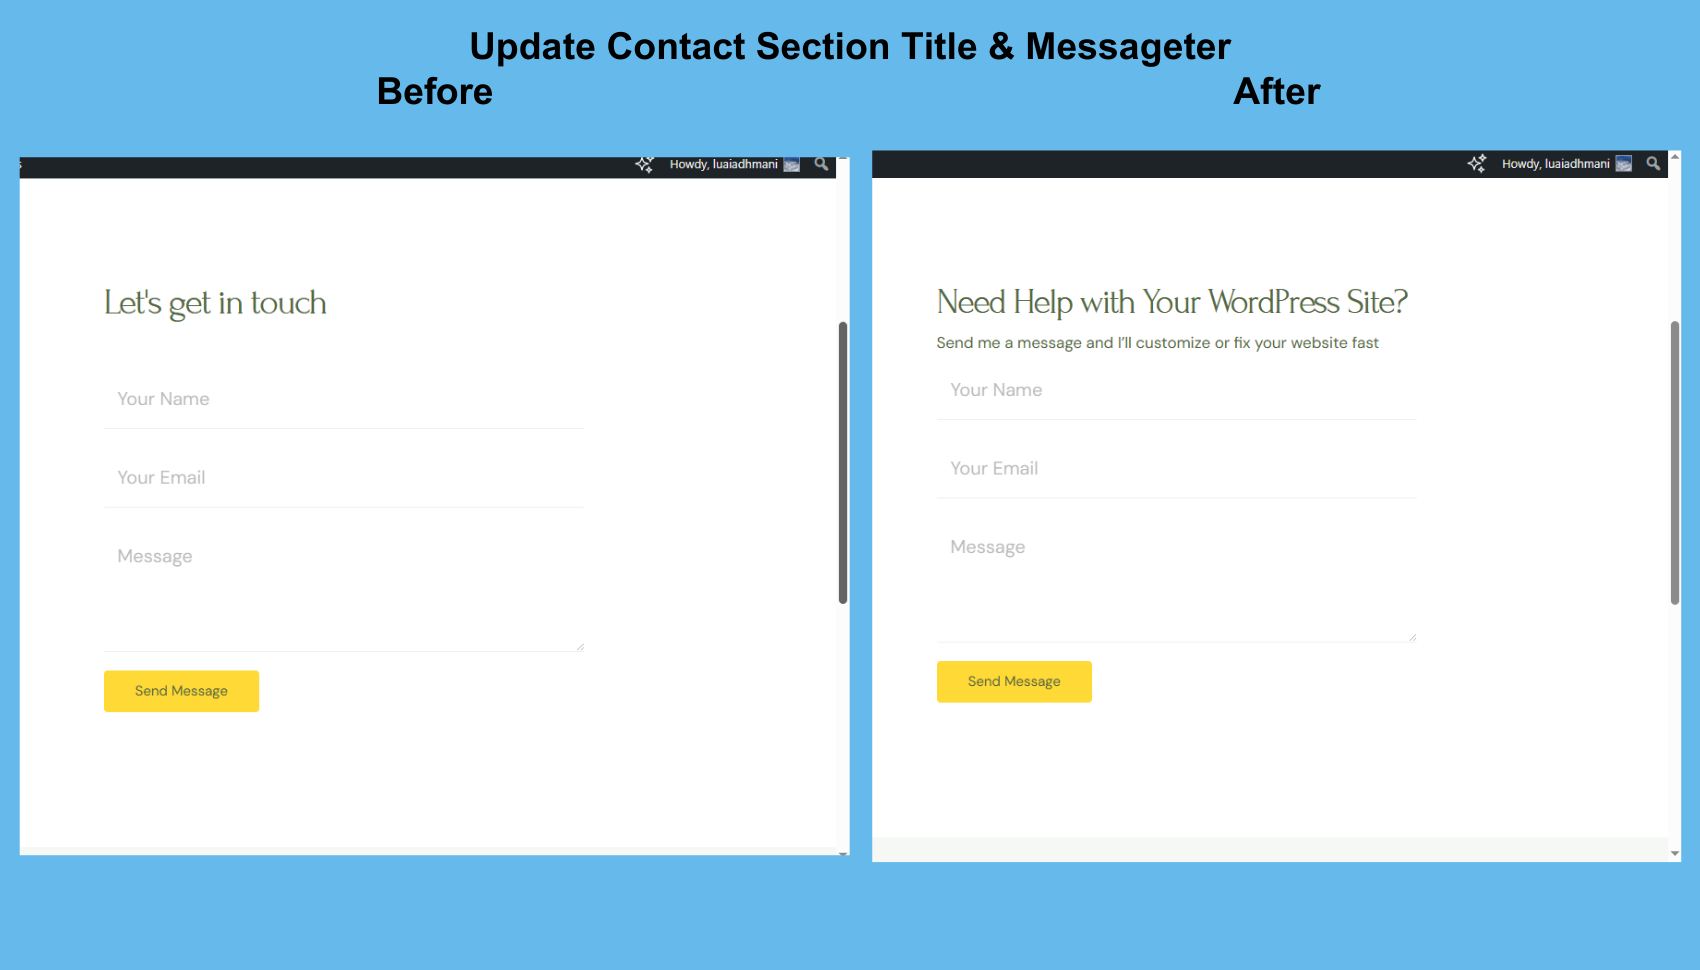 Update Contact Section Title & Messageter
Before
After
Howdy, luaiadhmani
Let's get in touch
Your Name
Your Email
Message
Send Message
Howdy, luaiadhmani
Need Help with Your WordPress Site?
Send me a message and I'll customize or fix your website fast
Your Name
Your Email
Message
Send Message